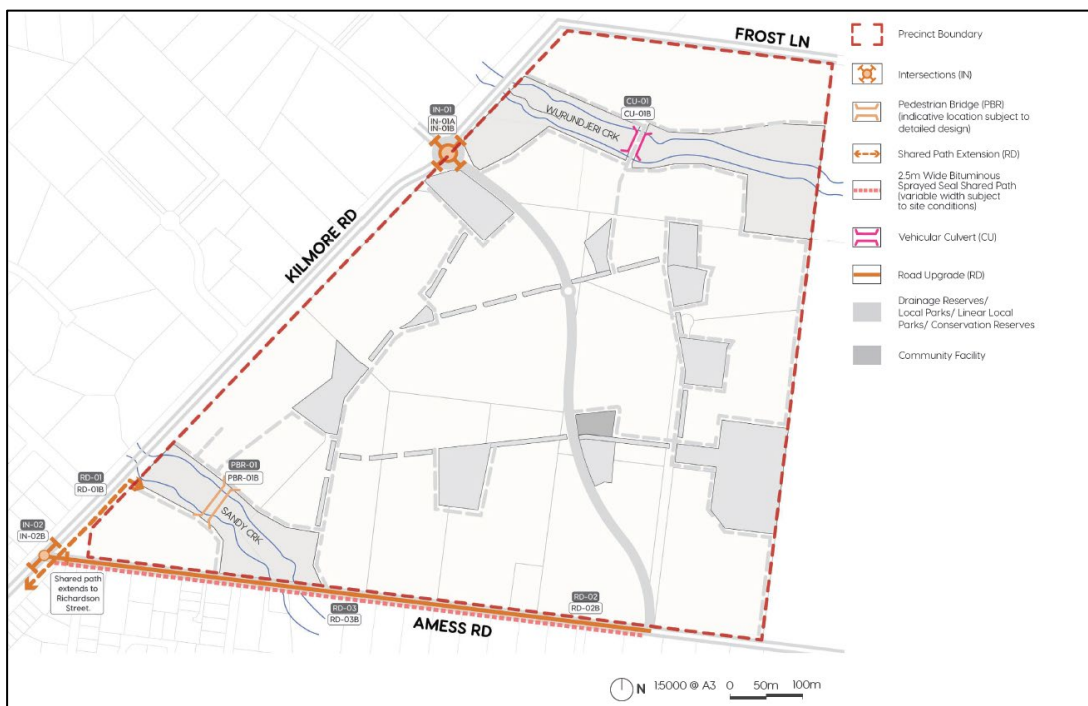 FROST LN
IN-01
IN-01A
IN-01B
CU-01
CU-01B
WURUNDJERI CRK
KILMORE RD
RD-01
RD-01B
PBR-01
PBR-01B
SANDY CRK
IN-02
IN-02B
Shared path
extends to
Richardson
Street.
RD-03
RD-03B
RD-02
RD-02B
AMESS RD
Precinct Boundary
Intersections (IN)
Pedestrian Bridge (PBR)
(indicative location subject to
detailed design)
Shared Path Extension (RD)
2.5m Wide Bituminous
Sprayed Seal Shared Path
(variable width subject
to site conditions)
Vehicular Culvert (CU)
Road Upgrade (RD)
Drainage Reserves/
Local Parks/ Linear Local
Parks/ Conservation Reserves
Community Facility
N 1:5000 @ A3 0 50m 100m